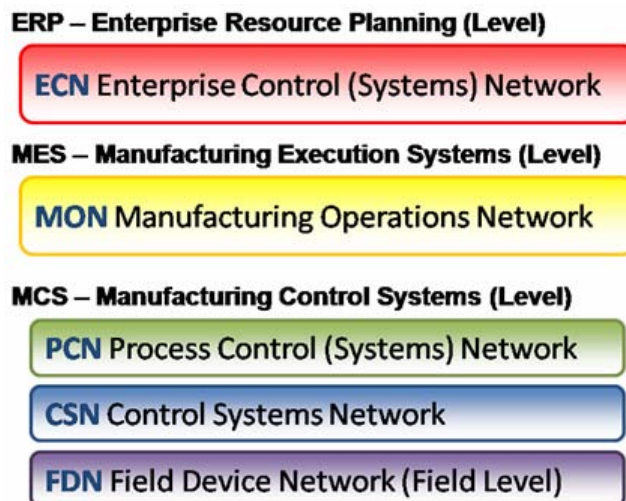 ERP – Enterprise Resource Planning (Level)
ECN Enterprise Control (Systems) Network
MES – Manufacturing Execution Systems (Level)
MON Manufacturing Operations Network
MCS – Manufacturing Control Systems (Level)
PCN Process Control (Systems) Network
CSN Control Systems Network
FDN Field Device Network (Field Level)